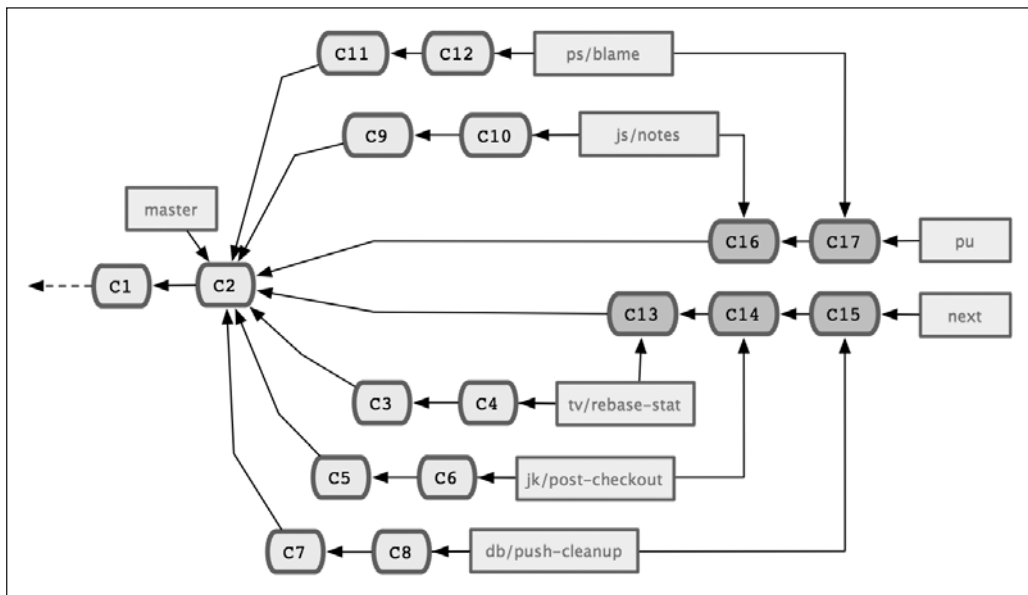 C11
C12
ps/blame
C9
C10
js/notes
master
C16
C17
pu
C1
C2
C13
C14
C15
next
C3
C4
tv/rebase-stat
C5
C6
jk/post-checkout
C7
C8
db/push-cleanup